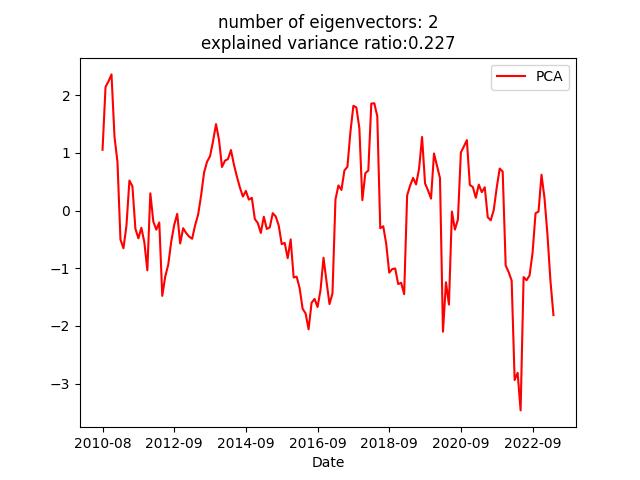 number of eigenvectors: 2
explained variance ratio:0.227
PCA
2
1
0
−1
−2
−3
2010-08 2012-09 2014-09 2016-09 2018-09 2020-09 2022-09
Date